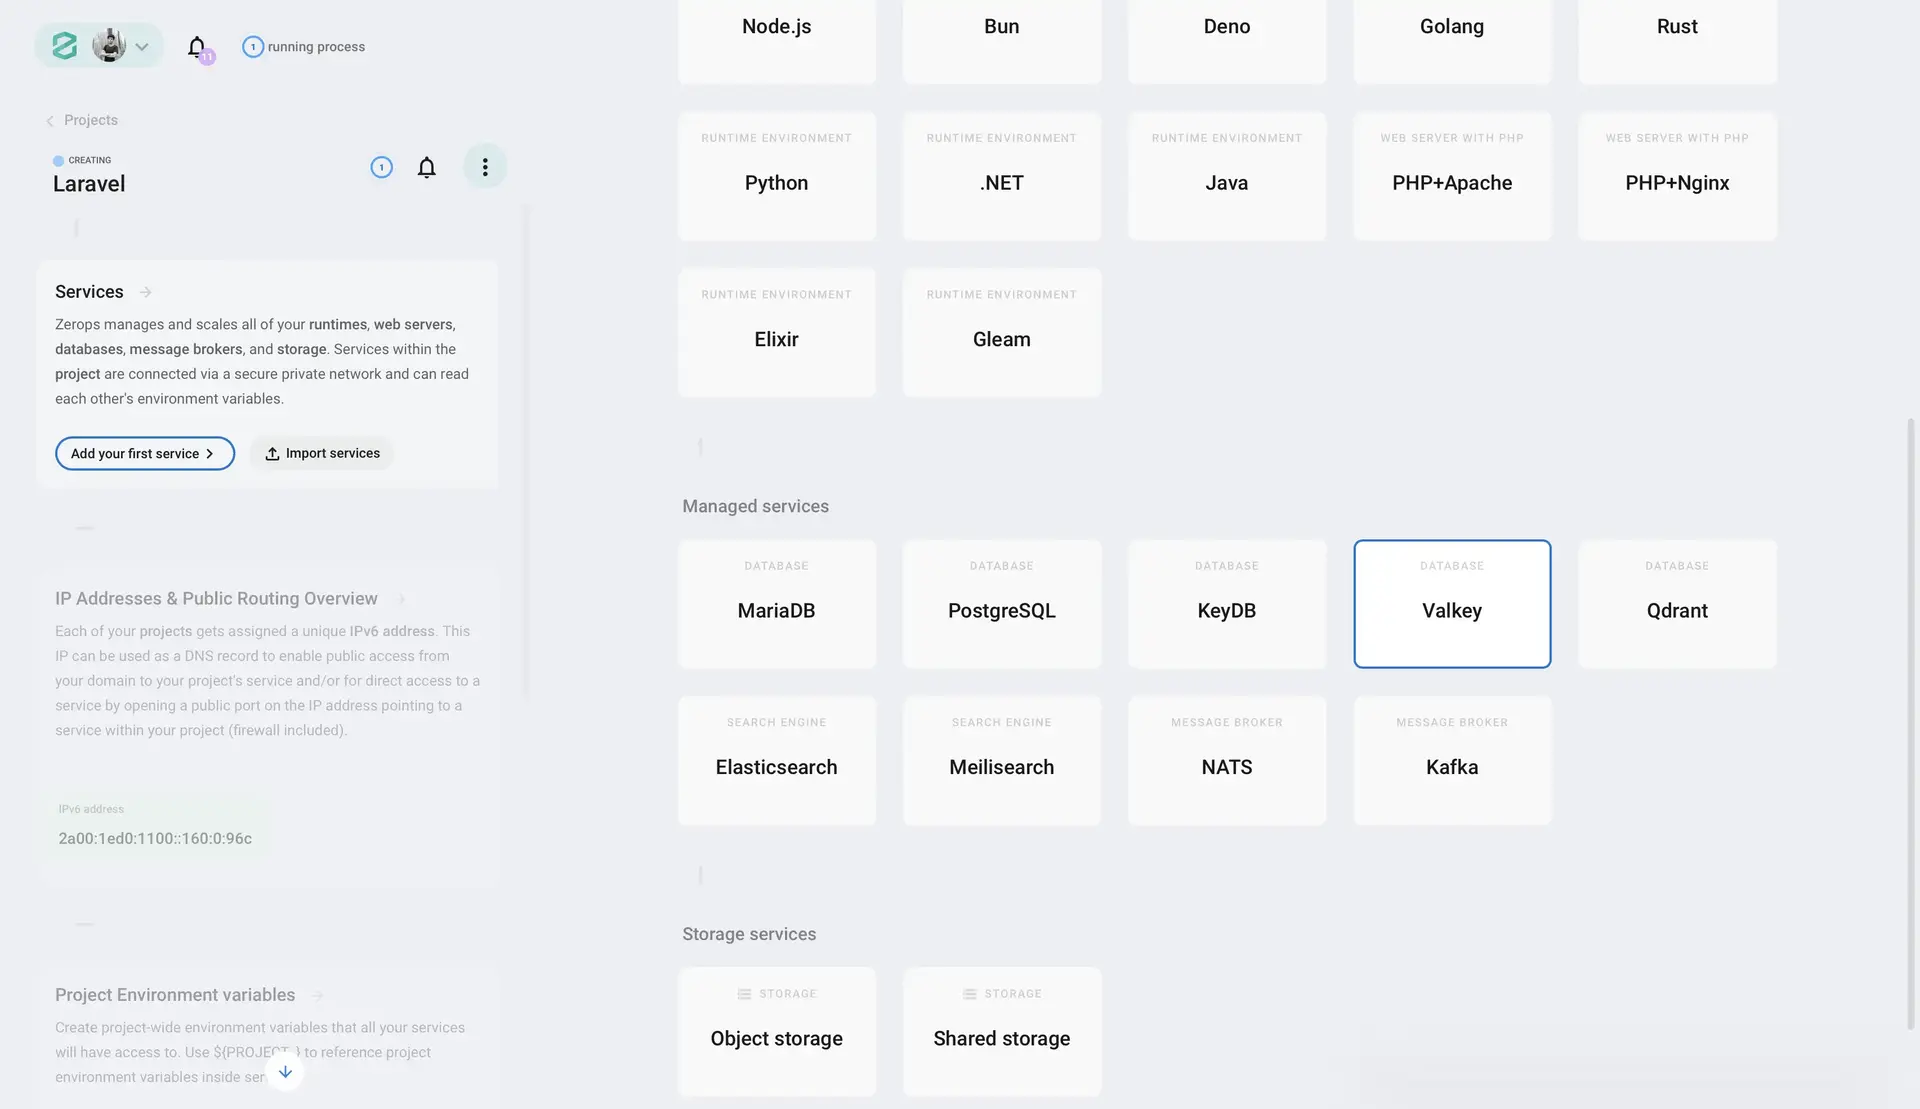 11
1
running process
Projects
CREATING
Laravel
1
Services
Zerops manages and scales all of your runtimes, web servers,
databases, message brokers, and storage. Services within the
project are connected via a secure private network and can read
each other's environment variables.
Add your first service
Import services
IP Addresses & Public Routing Overview
Each of your projects gets assigned a unique IPv6 address. This
IP can be used as a DNS record to enable public access from
your domain to your project's service and/or for direct access to a
service by opening a public port on the IP address pointing to a
service within your project (firewall included).
IPv6 address
2a00:1ed0:1100::160:0:96c
Project Environment variables
Create project-wide environment variables that all your services
will have access to. Use ${PROJECT_} to reference project
environment variables inside ser
Node.js
Bun
Deno
Golang
Rust
RUNTIME ENVIRONMENT
Python
RUNTIME ENVIRONMENT
.NET
RUNTIME ENVIRONMENT
Java
WEB SERVER WITH PHP
PHP+Apache
WEB SERVER WITH PHP
PHP+Nginx
RUNTIME ENVIRONMENT
Elixir
RUNTIME ENVIRONMENT
Gleam
Managed services
DATABASE
MariaDB
DATABASE
PostgreSQL
DATABASE
KeyDB
DATABASE
Valkey
DATABASE
Qdrant
SEARCH ENGINE
Elasticsearch
SEARCH ENGINE
Meilisearch
MESSAGE BROKER
NATS
MESSAGE BROKER
Kafka
Storage services
STORAGE
Object storage
STORAGE
Shared storage